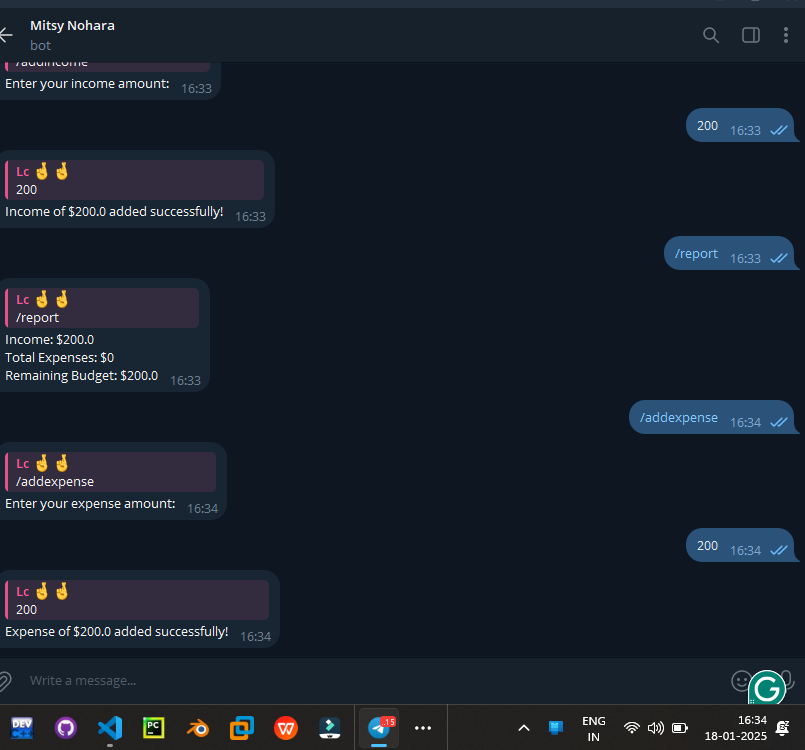 Mitsy Nohara
bot
/addincome
Enter your income amount:
16:33
200
16:33
Lc 🤞 🤞
200
Income of $200.0 added successfully!
16:33
/report
16:33
Lc 🤞 🤞
/report
Income: $200.0
Total Expenses: $0
Remaining Budget: $200.0
16:33
/addexpense
16:34
Lc 🤞 🤞
/addexpense
Enter your expense amount:
16:34
200
16:34
Lc 🤞 🤞
200
Expense of $200.0 added successfully!
16:34
Write a message...
DEV
PC
.15
ENG
IN
16:34
18-01-2025